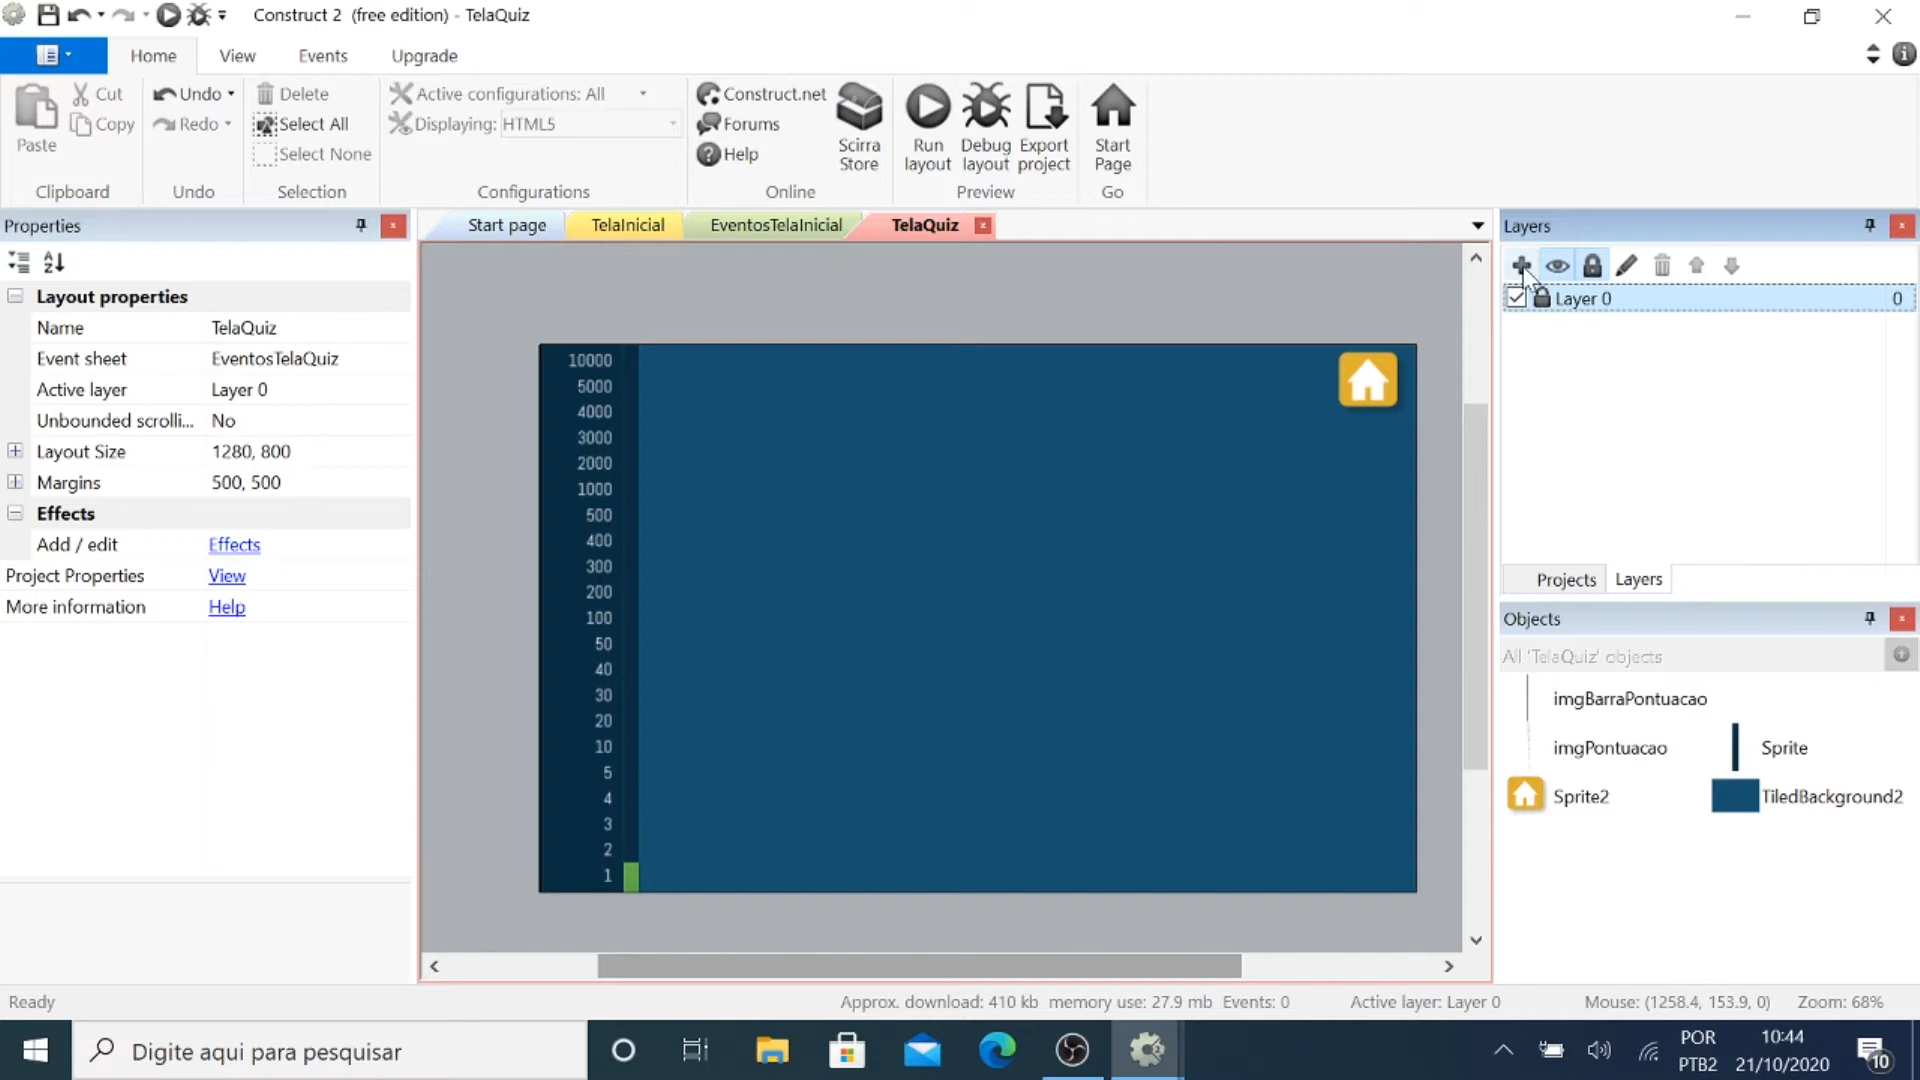 Construct 2 (free edition) - TelaQuiz
Home View Events Upgrade
Paste
Cut
Copy
Clipboard
Undo
Redo
Undo
Delete
Select All
Select None
Selection
Active configurations: All
Displaying: HTML5
Configurations
Construct.net
Forums
Help
Scirra Store
Online
Run layout
Debug layout
Export project
Preview
Start Page
Go
Properties
Start page TelaInicial EventosTelaInicial TelaQuiz
Layers
Layout properties
Name TelaQuiz
Event sheet EventosTelaQuiz
Active layer Layer 0
Unbounded scrolli... No
Layout Size 1280, 800
Margins 500, 500
Effects
Add / edit Effects
Project Properties View
More information Help
10000
5000
4000
3000
2000
1000
500
400
300
200
100
50
40
30
20
10
5
4
3
2
1
Layer 0 0
Projects Layers
Objects
All 'TelaQuiz' objects
imgBarraPontuacao
imgPontuacao Sprite
Sprite2 TiledBackground2
Ready Approx. download: 410 kb memory use: 27.9 mb Events: 0 Active layer: Layer 0 Mouse: (1258.4, 153.9, 0) Zoom: 68%
Digite aqui para pesquisar
POR
PTB2
10:44
21/10/2020
10